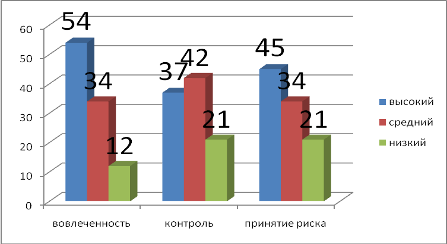 60
50
40
30
20
10
0
54
34
12
37
42
21
45
34
21
вовлеченность
контроль
принятие риска
высокий
средний
низкий